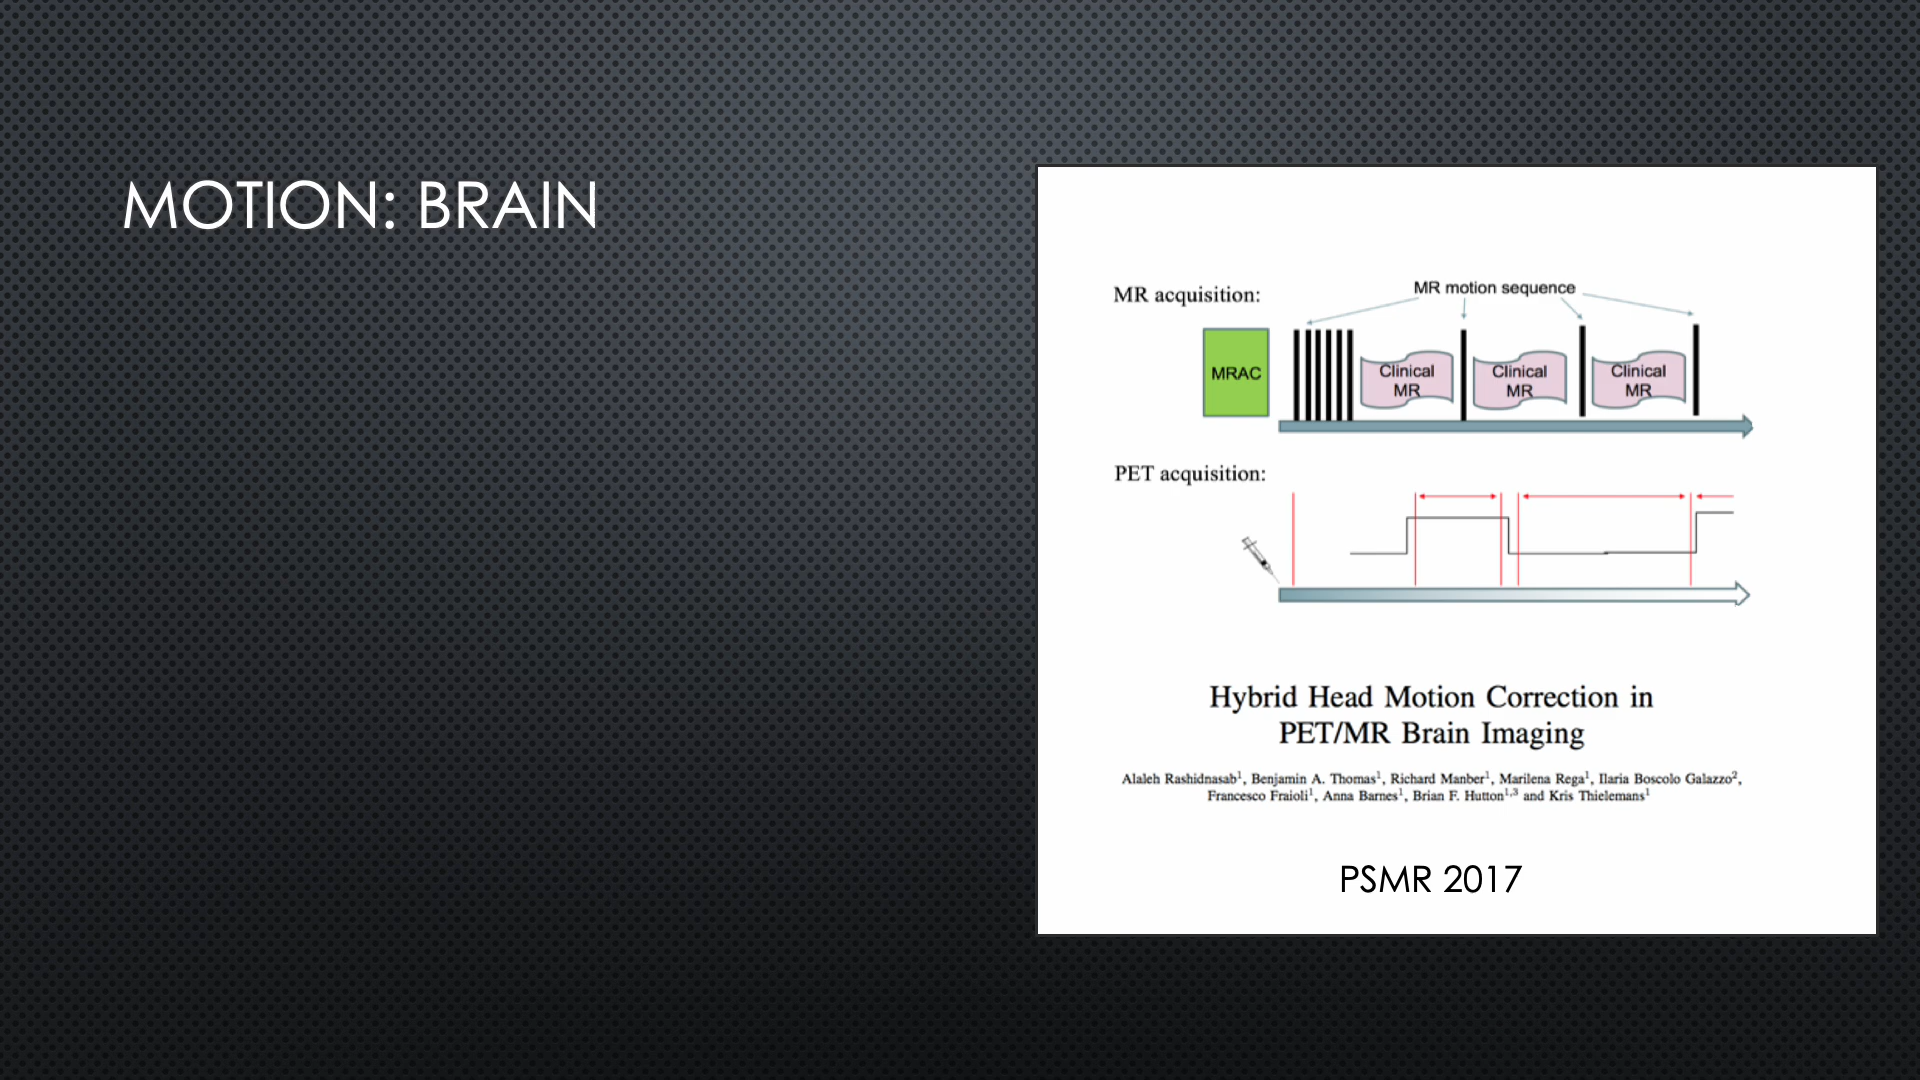 MOTION: BRAIN
MR acquisition:
MR motion sequence
MRAC
Clinical
MR
Clinical
MR
Clinical
MR
PET acquisition:
Hybrid Head Motion Correction in
PET/MR Brain Imaging
Alaleh Rashidnasab¹, Benjamin A. Thomas¹, Richard Manber¹, Marilena Rega¹, Ilaria Boscolo Galazzo²,
Francesco Fraioli¹, Anna Barnes¹, Brian F. Hutton¹,³ and Kris Thielemans¹
PSMR 2017